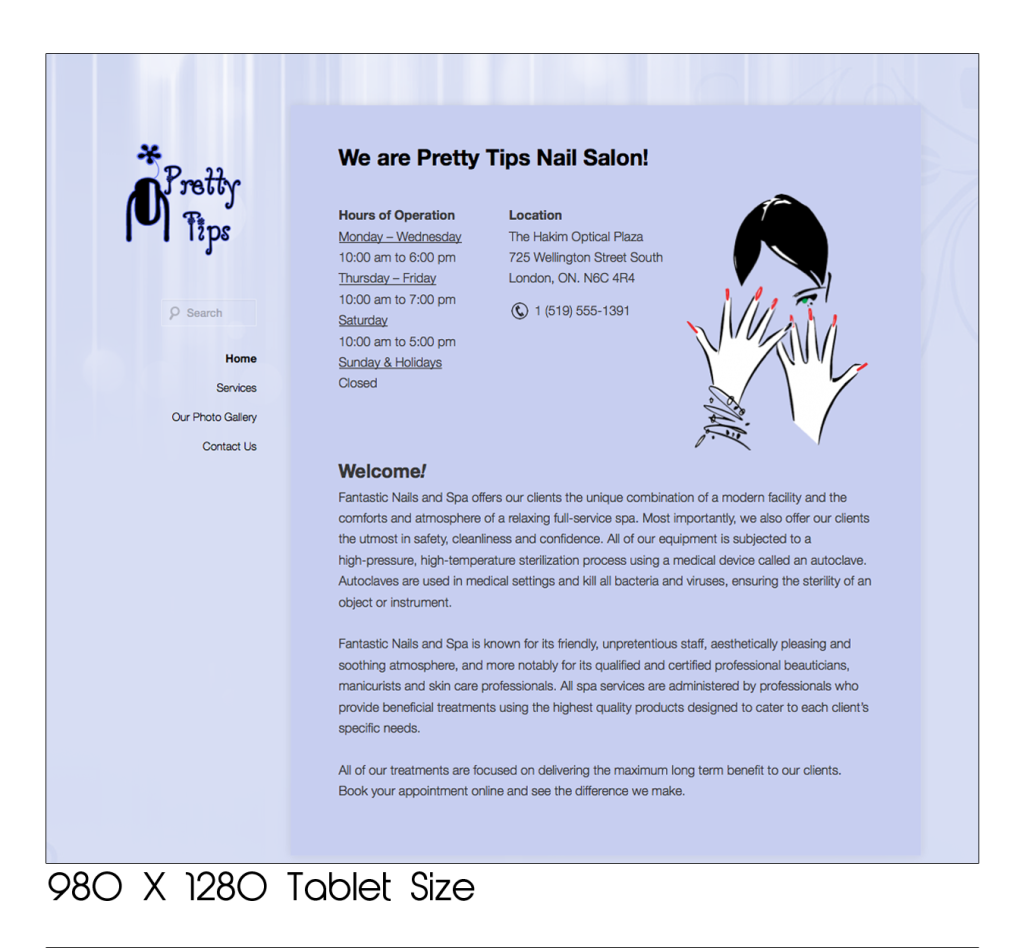 Pretty
Tips
Search
Home
Services
Our Photo Gallery
Contact Us
We are Pretty Tips Nail Salon!
Hours of Operation
Monday – Wednesday
10:00 am to 6:00 pm
Thursday – Friday
10:00 am to 7:00 pm
Saturday
10:00 am to 5:00 pm
Sunday & Holidays
Closed
Location
The Hakim Optical Plaza
725 Wellington Street South
London, ON. N6C 4R4
1 (519) 555-1391
Welcome!
Fantastic Nails and Spa offers our clients the unique combination of a modern facility and the
comforts and atmosphere of a relaxing full-service spa. Most importantly, we also offer our clients
the utmost in safety, cleanliness and confidence. All of our equipment is subjected to a
high-pressure, high-temperature sterilization process using a medical device called an autoclave.
Autoclaves are used in medical settings and kill all bacteria and viruses, ensuring the sterility of an
object or instrument.
Fantastic Nails and Spa is known for its friendly, unpretentious staff, aesthetically pleasing and
soothing atmosphere, and more notably for its qualified and certified professional beauticians,
manicurists and skin care professionals. All spa services are administered by professionals who
provide beneficial treatments using the highest quality products designed to cater to each client's
specific needs.
All of our treatments are focused on delivering the maximum long term benefit to our clients.
Book your appointment online and see the difference we make.
980 X 1280 Tablet Size